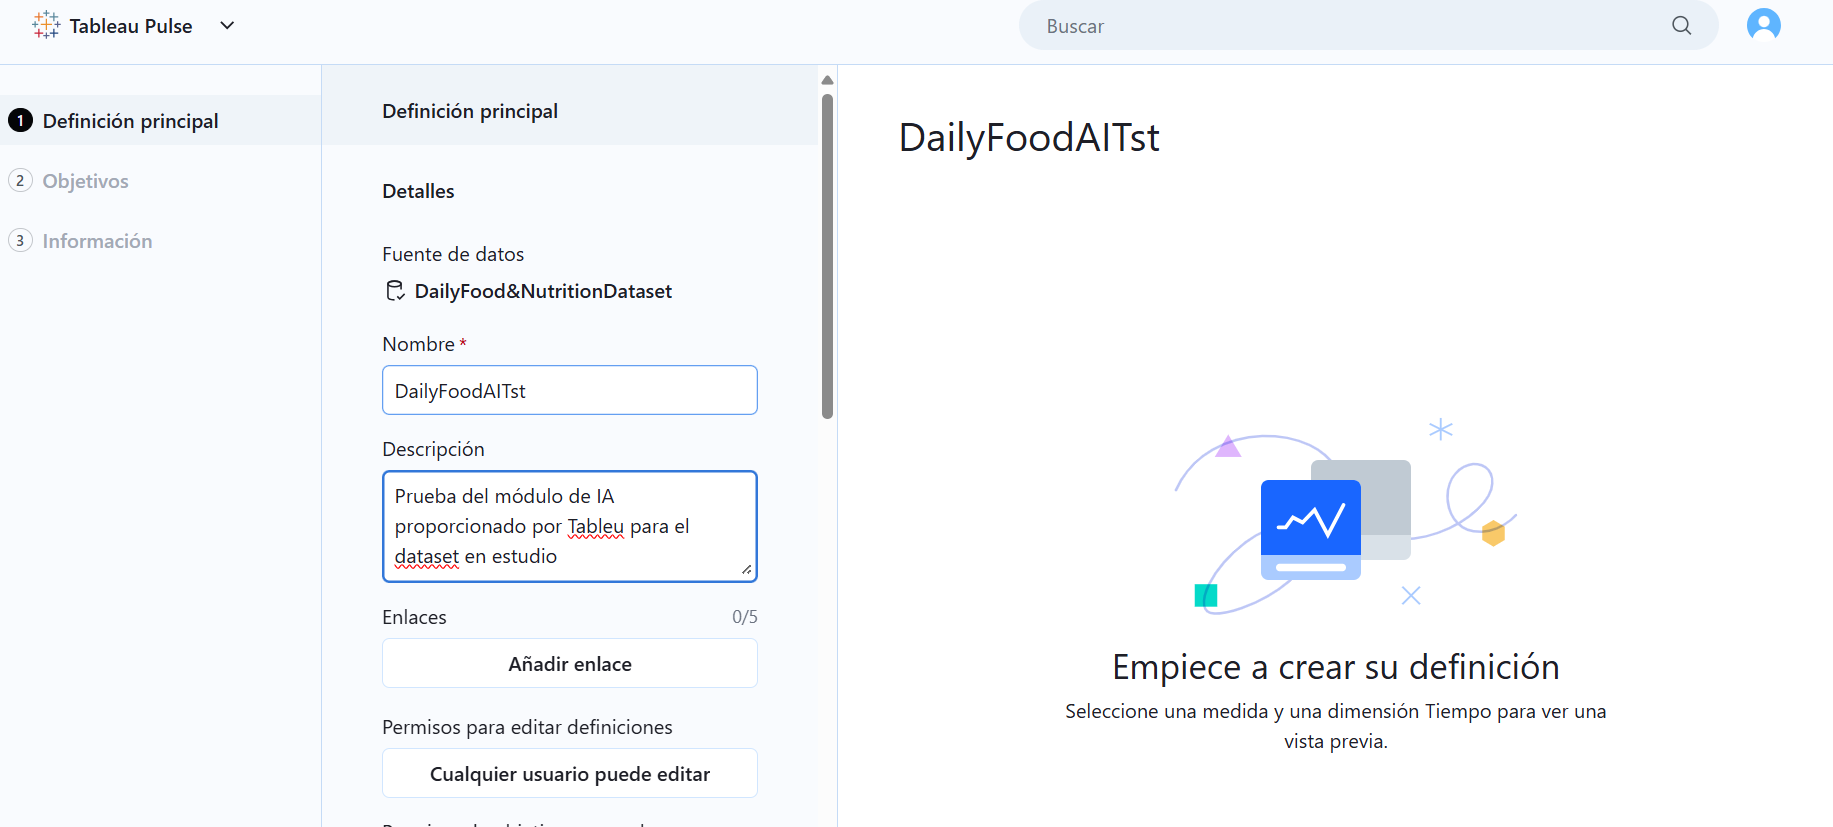 Tableau Pulse
Buscar
1 Definición principal
2 Objetivos
3 Información
Definición principal
Detalles
Fuente de datos
DailyFood&NutritionDataset
Nombre *
DailyFoodAITst
Descripción
Prueba del módulo de IA
proporcionado por Tableu para el
dataset en estudio
Enlaces 0/5
Añadir enlace
Permisos para editar definiciones
Cualquier usuario puede editar
DailyFoodAITst
Empiece a crear su definición
Seleccione una medida y una dimensión Tiempo para ver una
vista previa.